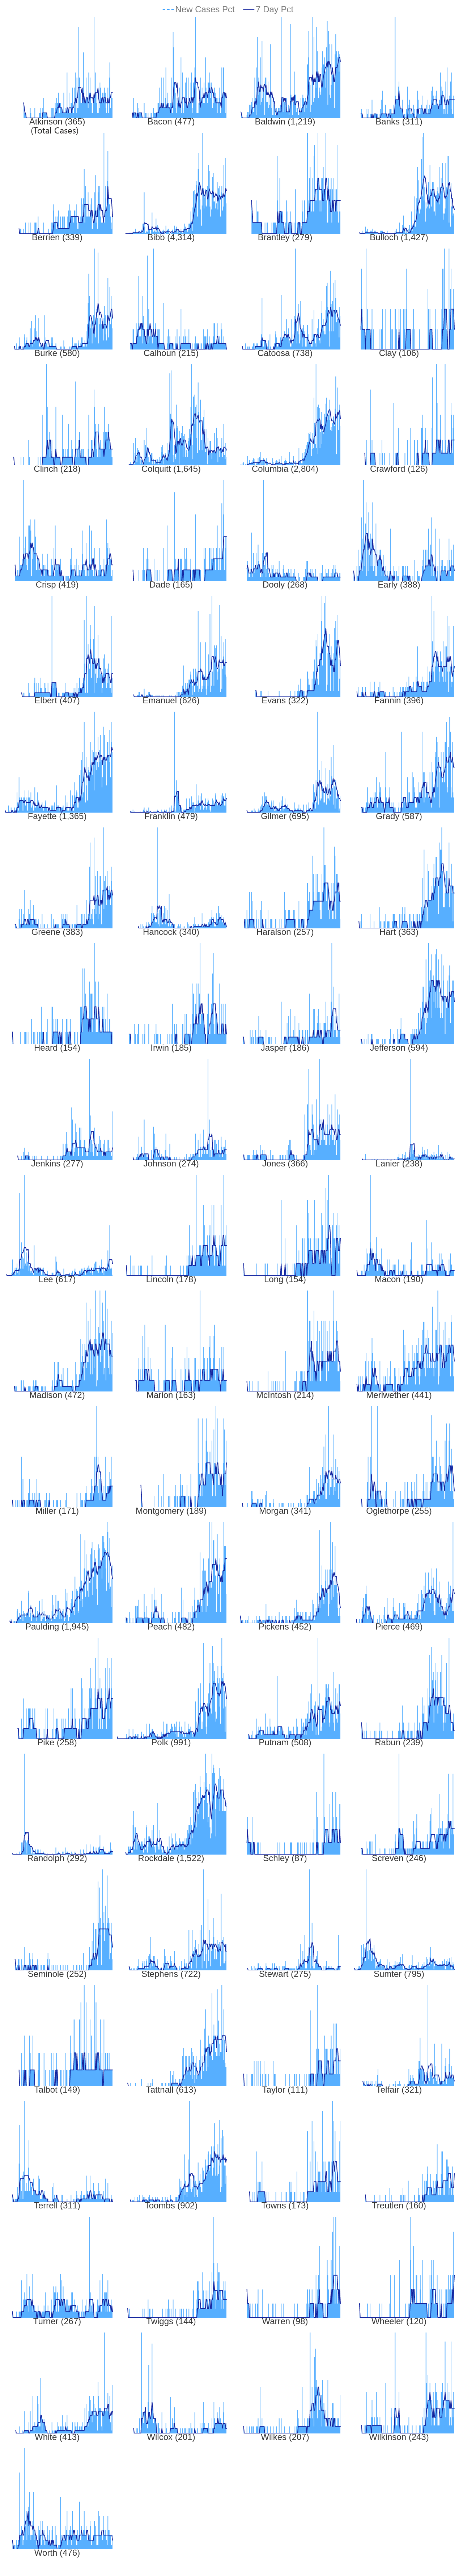 New Cases Pct 7 Day Pct
Atkinson (365) Bacon (477) Baldwin (1,219) Banks (311)
(Total Cases)
Berrien (339) Bibb (4,314) Brantley (279) Bulloch (1,427)
Burke (580) Calhoun (215) Catoosa (738) Clay (106)
Clinch (218) Colquitt (1,645) Columbia (2,804) Crawford (126)
Crisp (419) Dade (165) Dooly (268) Early (388)
Elbert (407) Emanuel (626) Evans (322) Fannin (396)
Fayette (1,365) Franklin (479) Gilmer (695) Grady (587)
Greene (383) Hancock (340) Haralson (257) Hart (363)
Heard (154) Irwin (185) Jasper (186) Jefferson (594)
Jenkins (277) Johnson (274) Jones (366) Lanier (238)
Lee (617) Lincoln (178) Long (154) Macon (190)
Madison (472) Marion (163) McIntosh (214) Meriwether (441)
Miller (171) Montgomery (189) Morgan (341) Oglethorpe (255)
Paulding (1,945) Peach (482) Pickens (452) Pierce (469)
Pike (258) Polk (991) Putnam (508) Rabun (239)
Randolph (292) Rockdale (1,522) Schley (87) Screven (246)
Seminole (252) Stephens (722) Stewart (275) Sumter (795)
Talbot (149) Tattnall (613) Taylor (111) Telfair (321)
Terrell (311) Toombs (902) Towns (173) Treutlen (160)
Turner (267) Twiggs (144) Warren (98) Wheeler (120)
White (413) Wilcox (201) Wilkes (207) Wilkinson (243)
Worth (476)